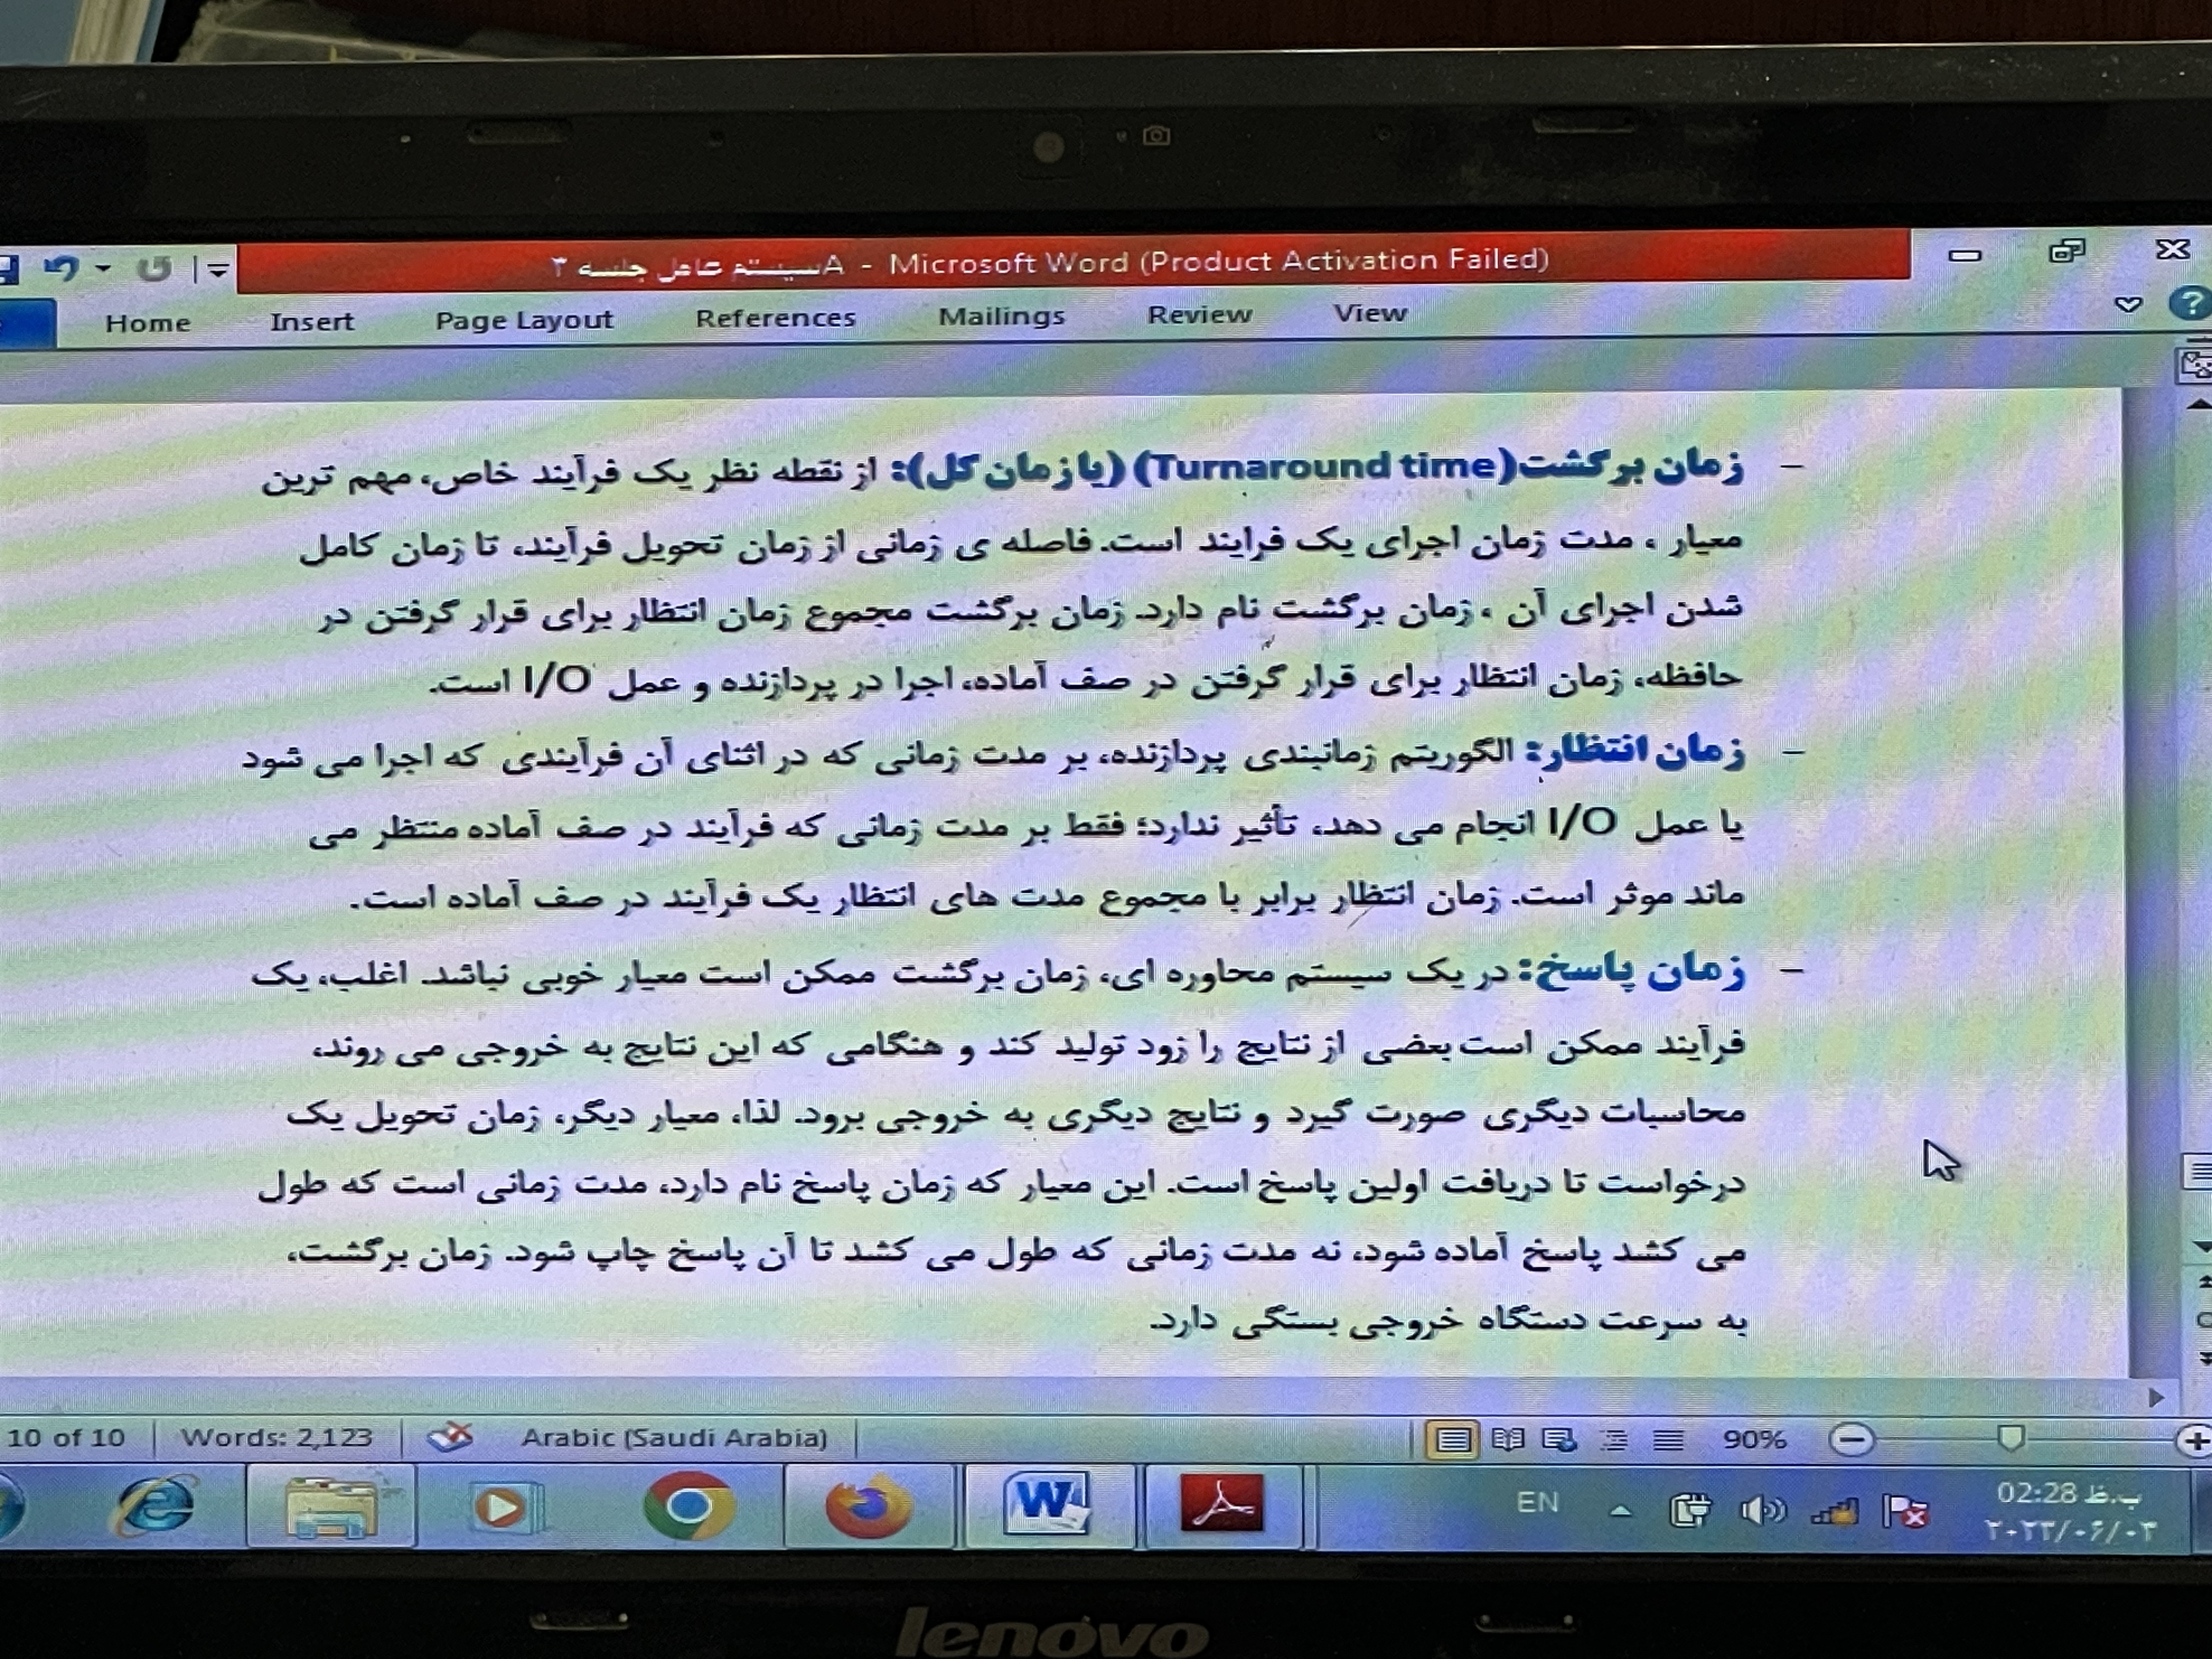 سیستم عامل جلسه ۳A - Microsoft Word (Product Activation Failed)
Home Insert Page Layout References Mailings Review View
– زمان برگشت(Turnaround time) (یا زمان کل): از نقطه نظر یک فرآیند خاص، مهم ترین
معیار ، مدت زمان اجرای یک فرایند است. فاصله ی زمانی از زمان تحویل فرآیند، تا زمان کامل
شدن اجرای آن ، زمان برگشت نام دارد. زمان برگشت مجموع زمان انتظار برای قرار گرفتن در
حافظه، زمان انتظار برای قرار گرفتن در صف آماده، اجرا در پردازنده و عمل I/O است.
– زمان انتظار: الگوریتم زمانبندی پردازنده، بر مدت زمانی که در اثنای آن فرآیندی که اجرا می شود
یا عمل I/O انجام می دهد، تأثیر ندارد؛ فقط بر مدت زمانی که فرآیند در صف آماده منتظر می
ماند موثر است. زمان انتظار برابر با مجموع مدت های انتظار یک فرآیند در صف آماده است.
– زمان پاسخ: در یک سیستم محاوره ای، زمان برگشت ممکن است معیار خوبی نباشد. اغلب، یک
فرآیند ممکن است بعضی از نتایج را زود تولید کند و هنگامی که این نتایج به خروجی می روند،
محاسبات دیگری صورت گیرد و نتایج دیگری به خروجی برود. لذا، معیار دیگر، زمان تحویل یک
درخواست تا دریافت اولین پاسخ است. این معیار که زمان پاسخ نام دارد، مدت زمانی است که طول
می کشد پاسخ آماده شود، نه مدت زمانی که طول می کشد تا آن پاسخ چاپ شود. زمان برگشت،
به سرعت دستگاه خروجی بستگی دارد.
10 of 10 Words: 2,123 Arabic (Saudi Arabia) 90%
EN 02:28 ب.ظ
۲۰۲۳/۰۶/۰۳
lenovo